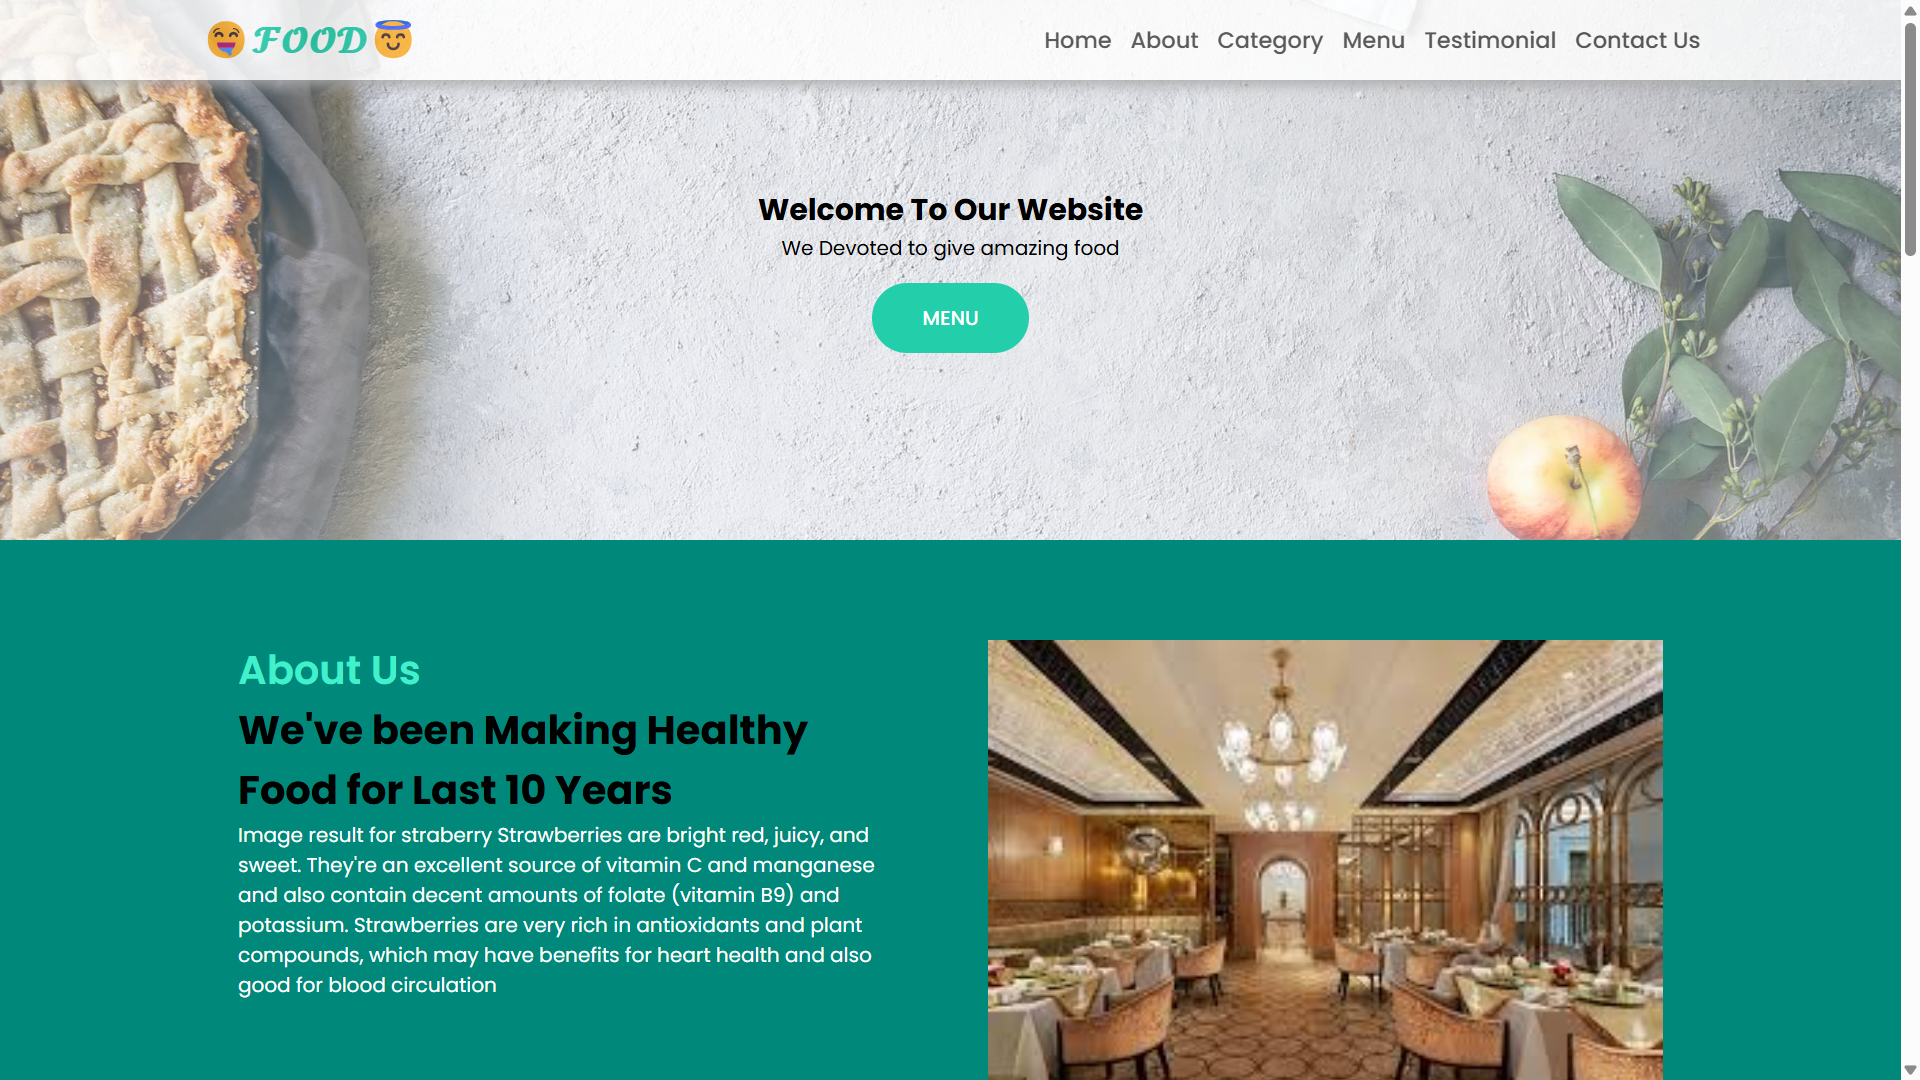 FOOD
Home About Category Menu Testimonial Contact Us
Welcome To Our Website
We Devoted to give amazing food
MENU
About Us
We've been Making Healthy
Food for Last 10 Years
Image result for straberry Strawberries are bright red, juicy, and
sweet. They're an excellent source of vitamin C and manganese
and also contain decent amounts of folate (vitamin B9) and
potassium. Strawberries are very rich in antioxidants and plant
compounds, which may have benefits for heart health and also
good for blood circulation